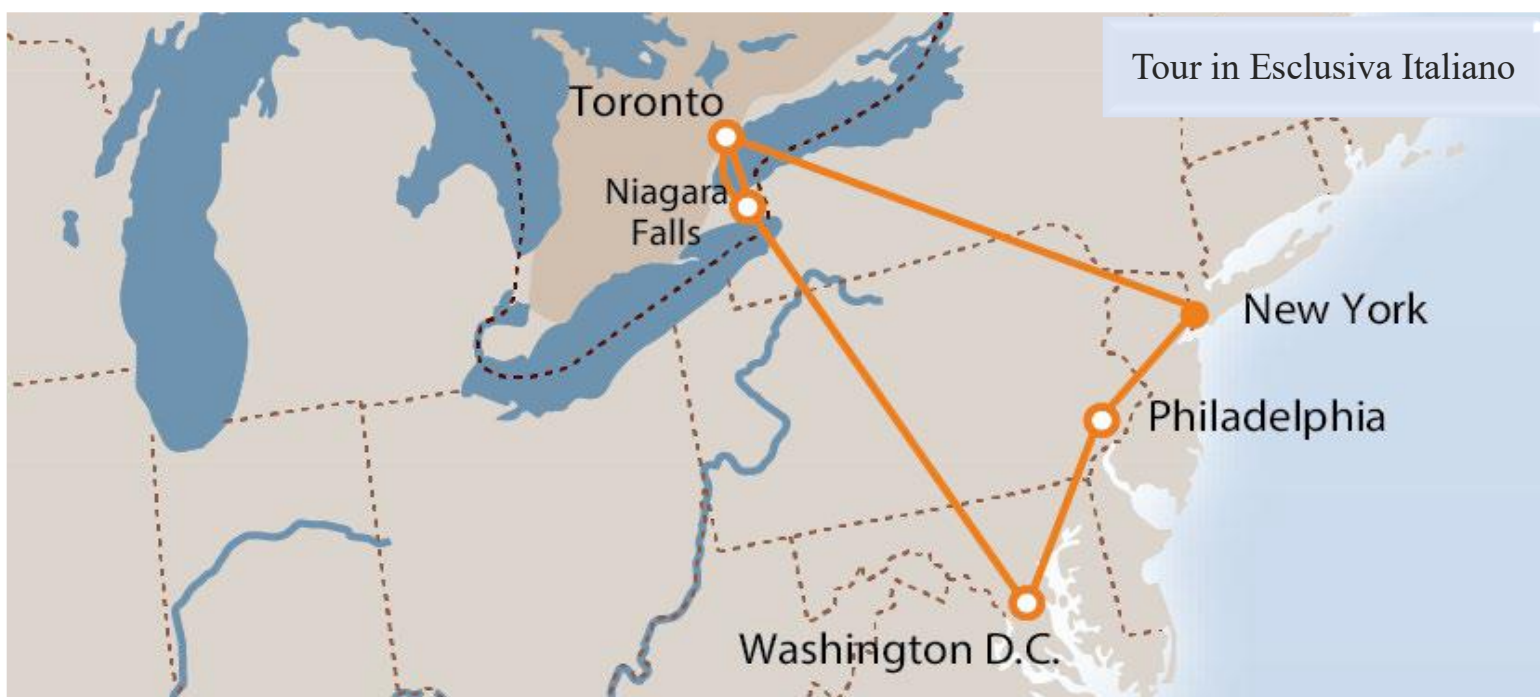 Tour in Esclusiva Italiano
Toronto
Niagara
Falls
New York
Philadelphia
Washington D.C.